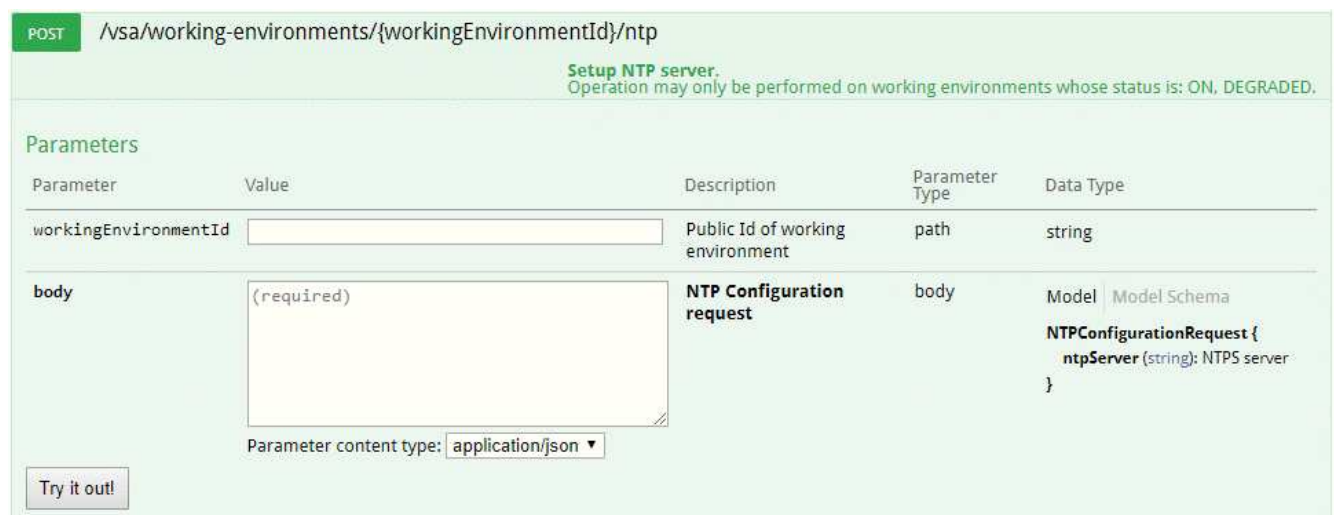 POST /vsa/working-environments/{workingEnvironmentId}/ntp
Setup NTP server.
Operation may only be performed on working environments whose status is: ON, DEGRADED.
Parameters
Parameter Value Description Parameter Type Data Type
workingEnvironmentId Public Id of working environment path string
body (required) NTP Configuration request body Model Model Schema
NTPConfigurationRequest {
ntpServer (string): NTPS server
}
Parameter content type: application/json
Try it out!